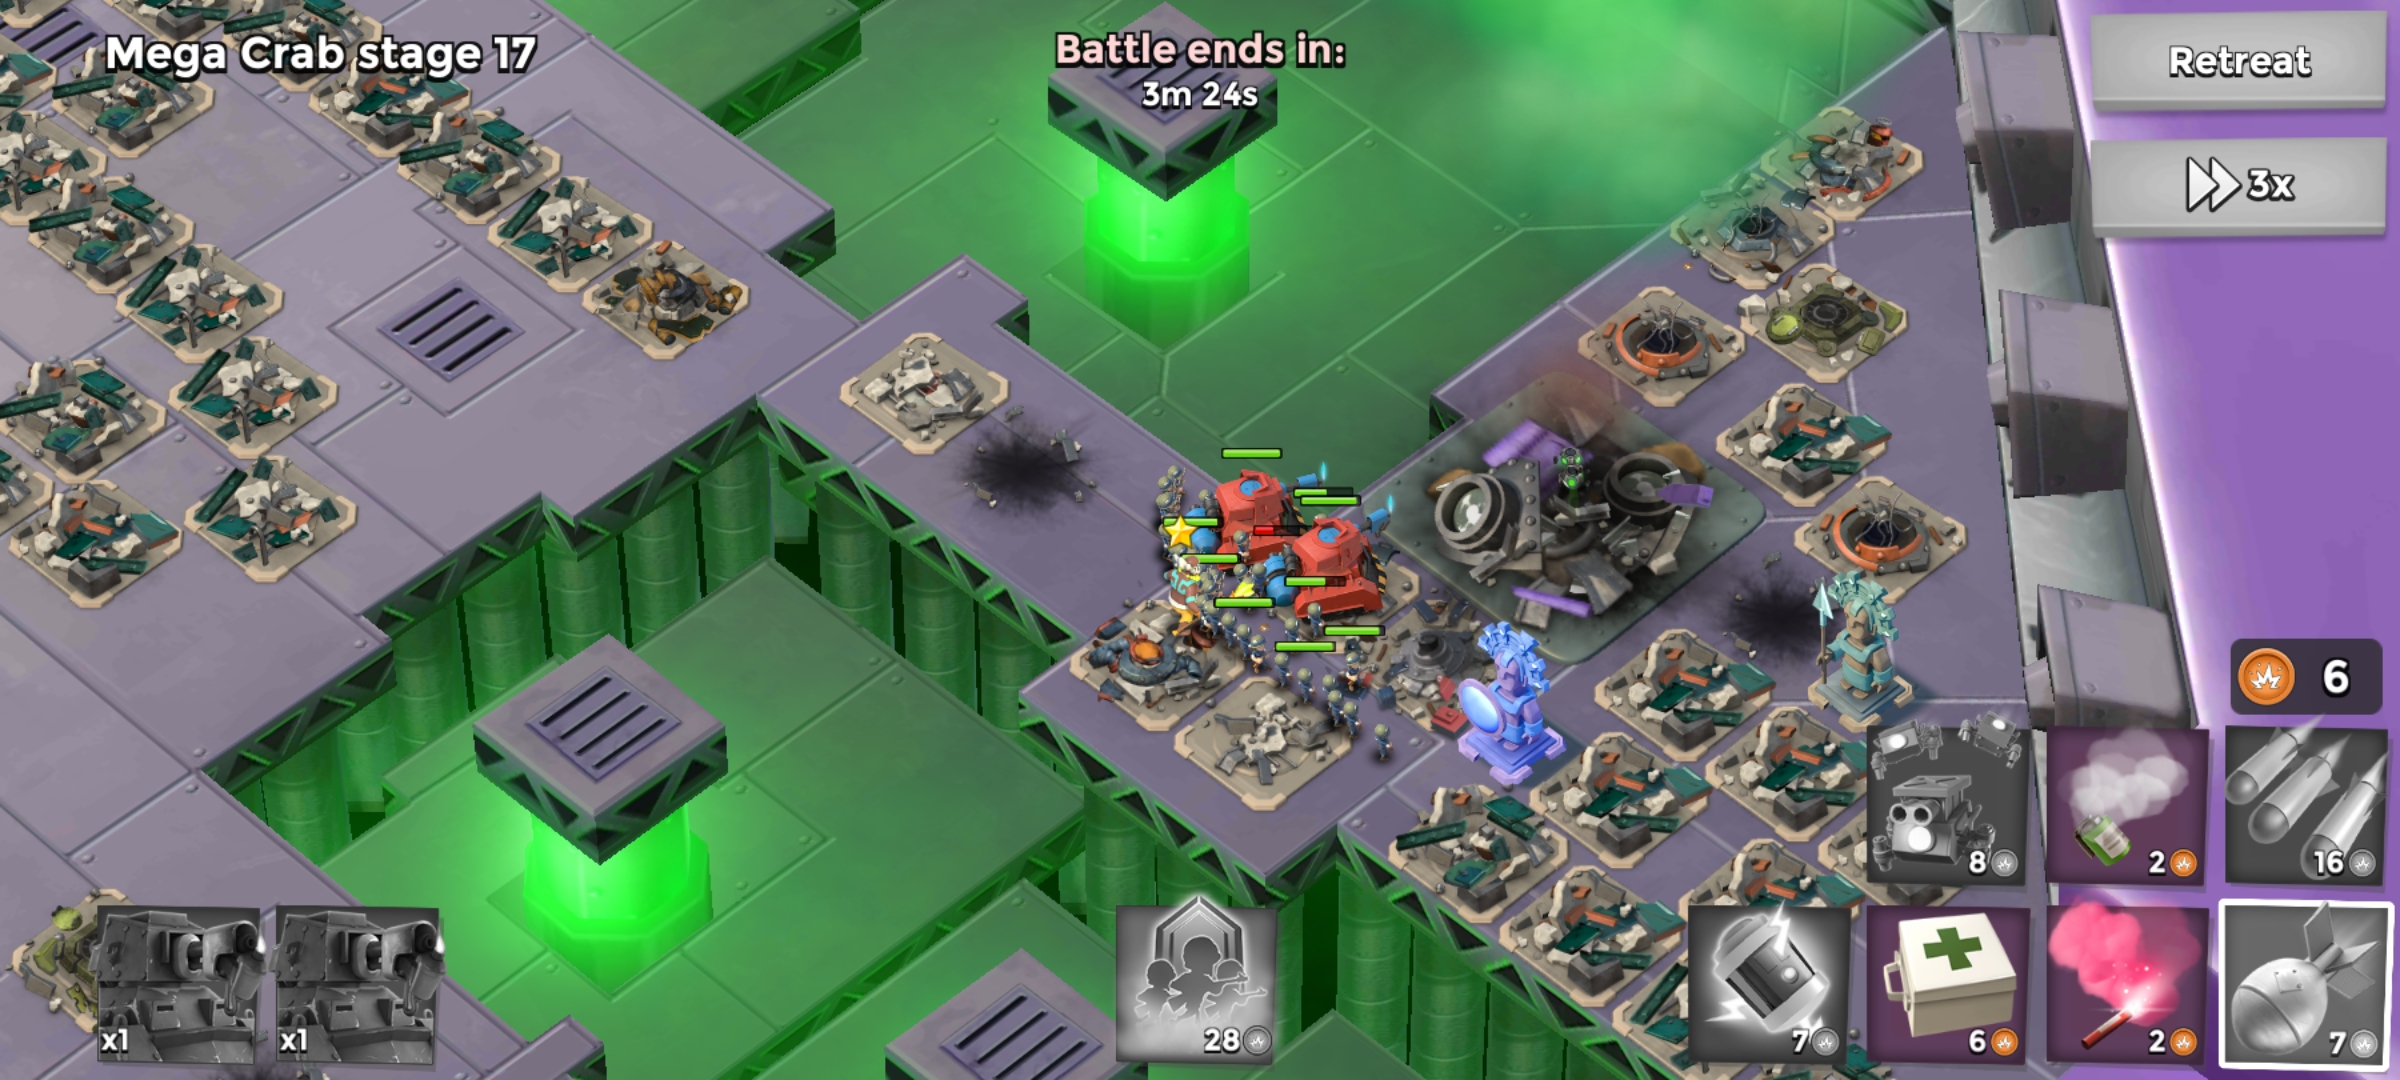 Mega Crab stage 17
Battle ends in:
3m 24s
Retreat
3x
6
8
2
16
x1
x1
28
7
6
2
7